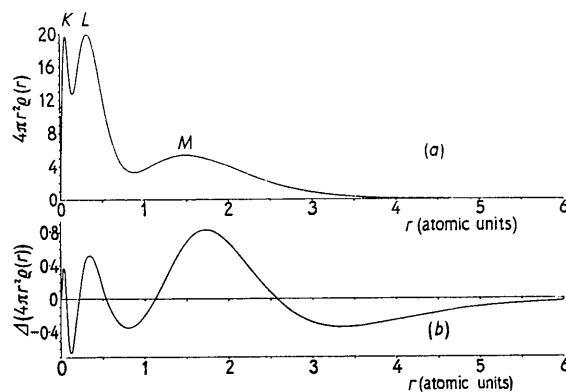 K L
20
16
12
8
4
0
4πr²ϱ(r)
M
(a)
0 1 2 3 4 5 6
r (atomic units)
0·8
0·4
0
−0·4
Δ(4πr²ϱ(r))
(b)
0 1 2 3 4 5 6
r (atomic units)